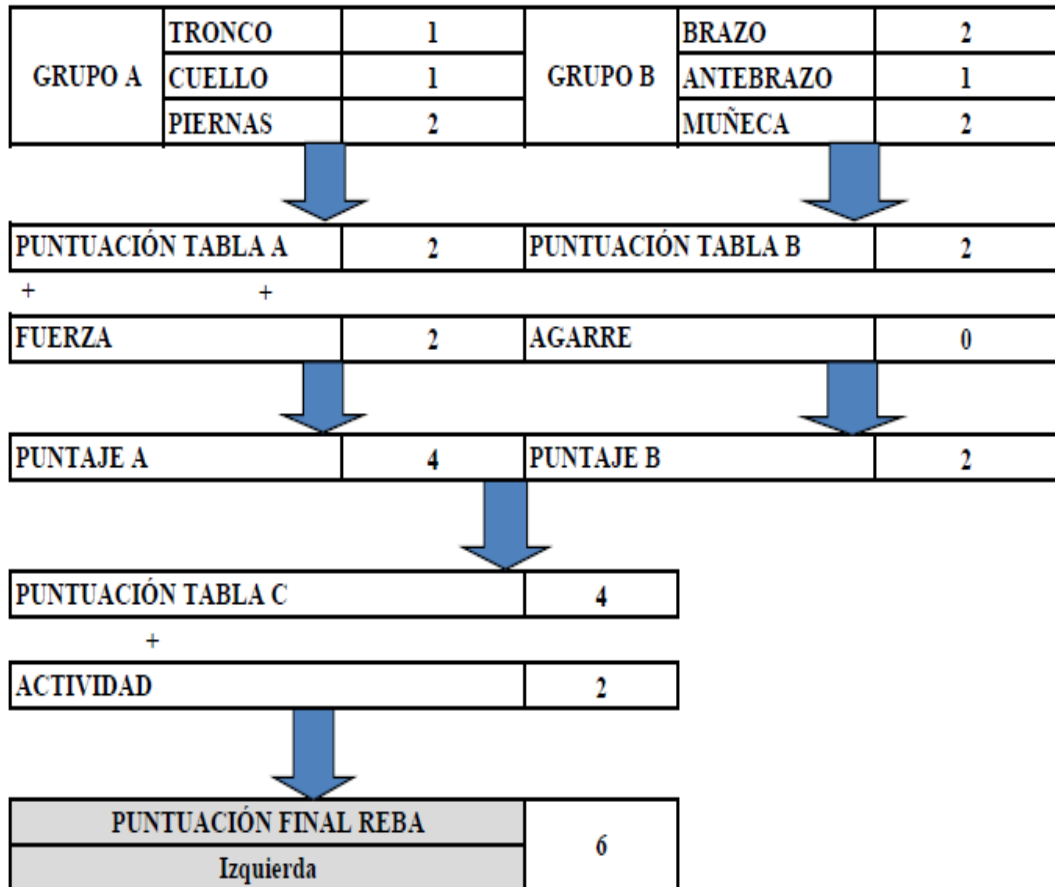 TRONCO 1 BRAZO 2
GRUPO A CUELLO 1 GRUPO B ANTEBRAZO 1
PIERNAS 2 MUÑECA 2
PUNTUACIÓN TABLA A 2 PUNTUACIÓN TABLA B 2
+ +
FUERZA 2 AGARRE 0
PUNTAJE A 4 PUNTAJE B 2
PUNTUACIÓN TABLA C 4
+
ACTIVIDAD 2
PUNTUACIÓN FINAL REBA 6
Izquierda